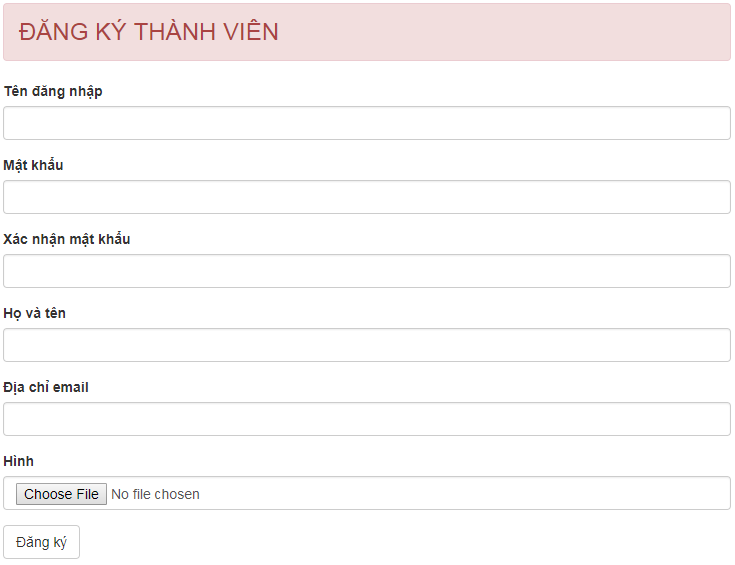 ĐĂNG KÝ THÀNH VIÊN
Tên đăng nhập
Mật khẩu
Xác nhận mật khẩu
Họ và tên
Địa chỉ email
Hình
Choose File No file chosen
Đăng ký